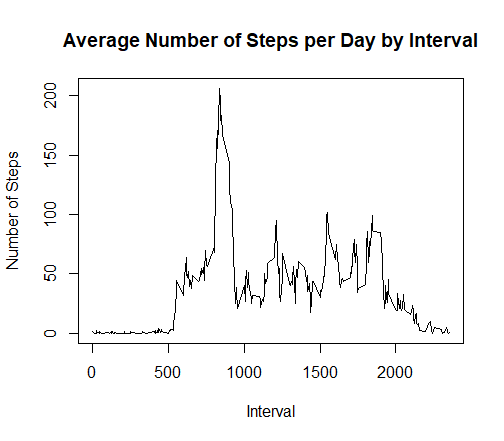 Average Number of Steps per Day by Interval
Number of Steps
200
150
100
50
0
0 500 1000 1500 2000
Interval